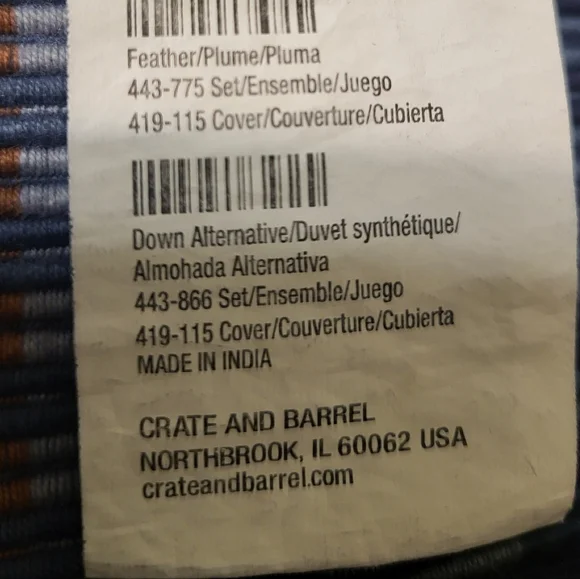 Feather/Plume/Pluma
443-775 Set/Ensemble/Juego
419-115 Cover/Couverture/Cubierta
Down Alternative/Duvet synthétique/
Almohada Alternativa
443-866 Set/Ensemble/Juego
419-115 Cover/Couverture/Cubierta
MADE IN INDIA
CRATE AND BARREL
NORTHBROOK, IL 60062 USA
crateandbarrel.com